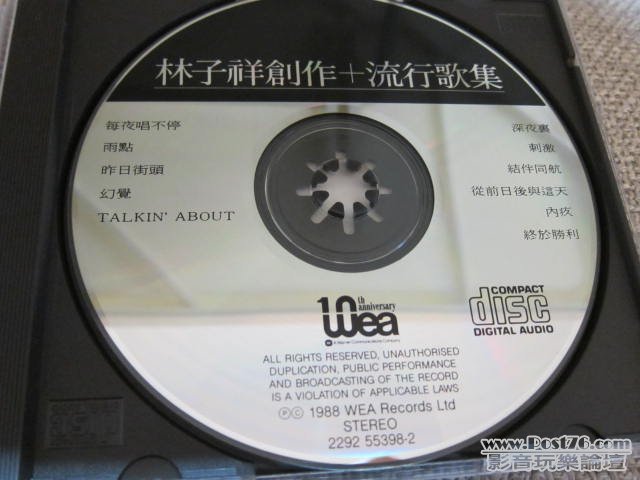 林子祥創作＋流行歌集
每夜唱不停
雨點
昨日街頭
幻覺
TALKIN' ABOUT
深夜裏
刺激
結伴同航
從前日後與這天
內疚
終於勝利
10th anniversary
wea
A Warner Communications Company
COMPACT
disc
DIGITAL AUDIO
ALL RIGHTS RESERVED, UNAUTHORISED
DUPLICATION, PUBLIC PERFORMANCE
AND BROADCASTING OF THE RECORD
IS A VIOLATION OF APPLICABLE LAWS
ⓅⒸ 1988 WEA Records Ltd
STEREO
2292 55398-2
www.Post76.com
影音玩樂論壇